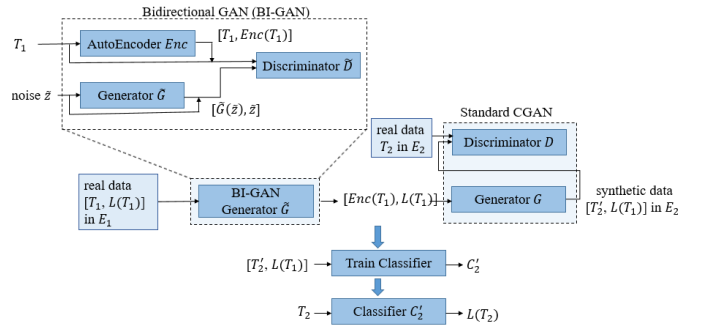 Bidirectional GAN (BI-GAN)
T₁
AutoEncoder Enc
[T₁, Enc(T₁)]
Discriminator D̃
noise z̃
Generator G̃
[G̃(z̃), z̃]
Standard CGAN
real data
T₂ in E₂
Discriminator D
real data
[T₁, L(T₁)]
in E₁
BI-GAN
Generator G̃
[Enc(T₁), L(T₁)]
Generator G
synthetic data
[T₂′, L(T₁)] in E₂
[T₂′, L(T₁)]
Train Classifier
C₂′
T₂
Classifier C₂′
L(T₂)